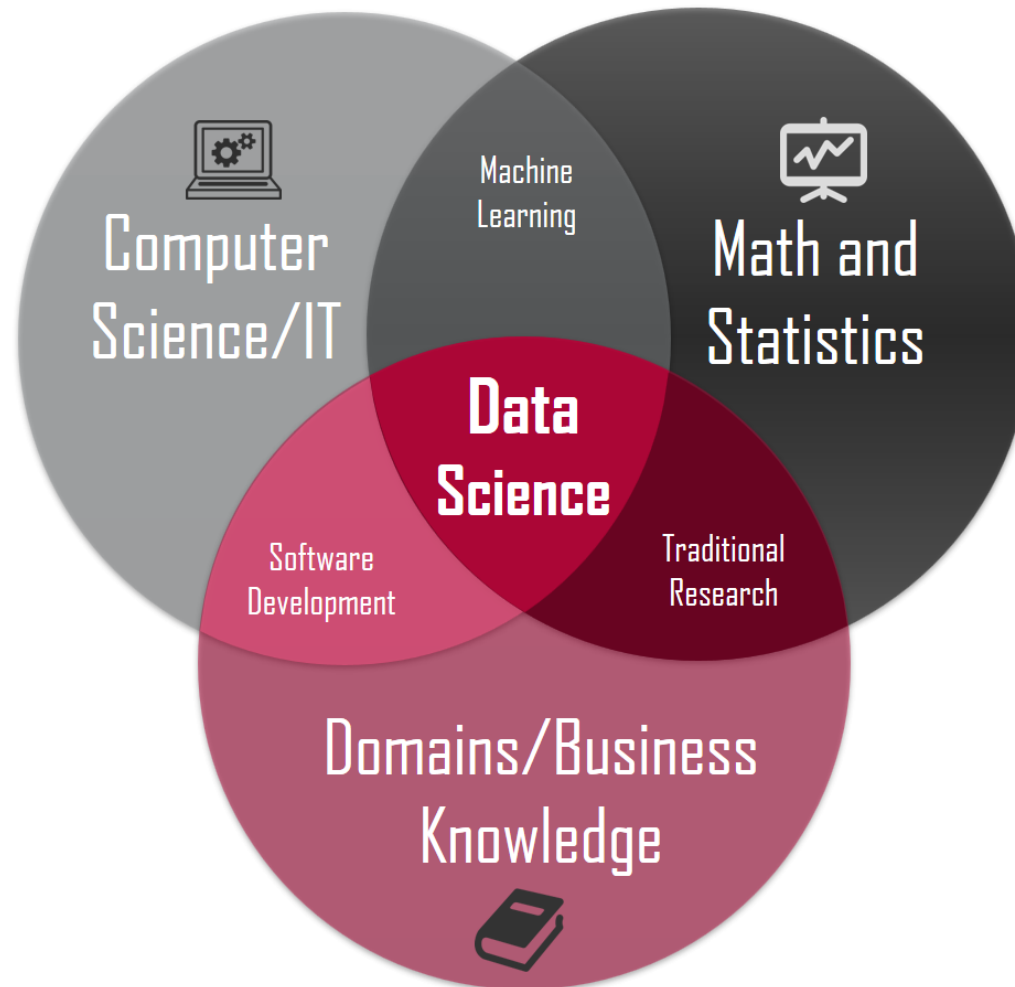 Machine
Learning
Computer
Science/IT
Math and
Statistics
Data
Science
Software
Development
Traditional
Research
Domains/Business
Knowledge